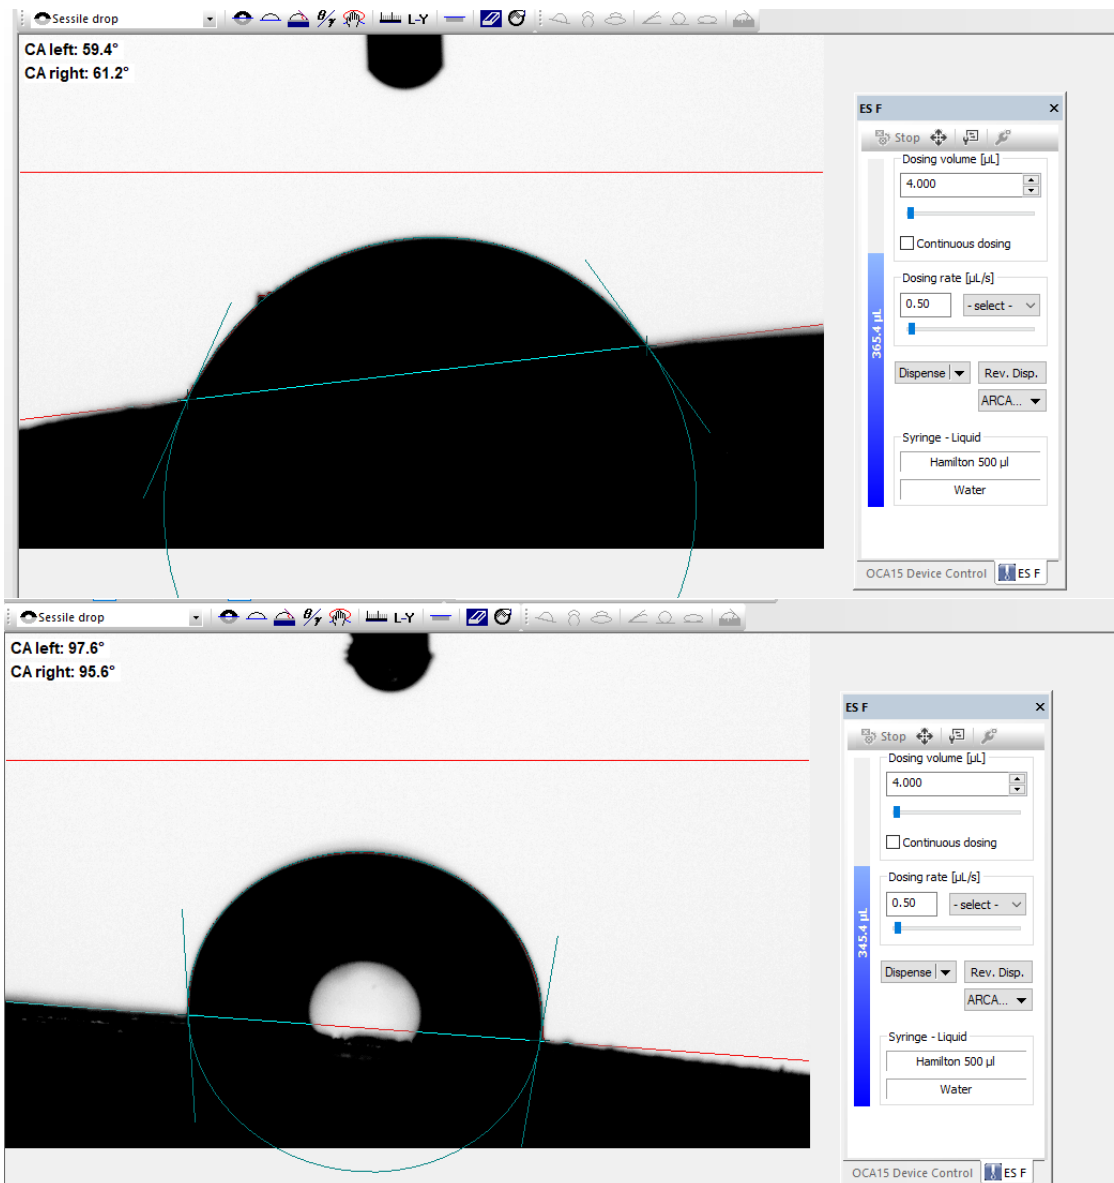 Sessile drop
L-Y
CA left: 59.4°
CA right: 61.2°
ES F
Stop
Dosing volume [µL]
4.000
Continuous dosing
Dosing rate [µL/s]
0.50 - select -
365.4 µL
Dispense Rev. Disp.
ARCA...
Syringe - Liquid
Hamilton 500 µl
Water
OCA15 Device Control ES F
Sessile drop
L-Y
CA left: 97.6°
CA right: 95.6°
ES F
Stop
Dosing volume [µL]
4.000
Continuous dosing
Dosing rate [µL/s]
0.50 - select -
345.4 µL
Dispense Rev. Disp.
ARCA...
Syringe - Liquid
Hamilton 500 µl
Water
OCA15 Device Control ES F